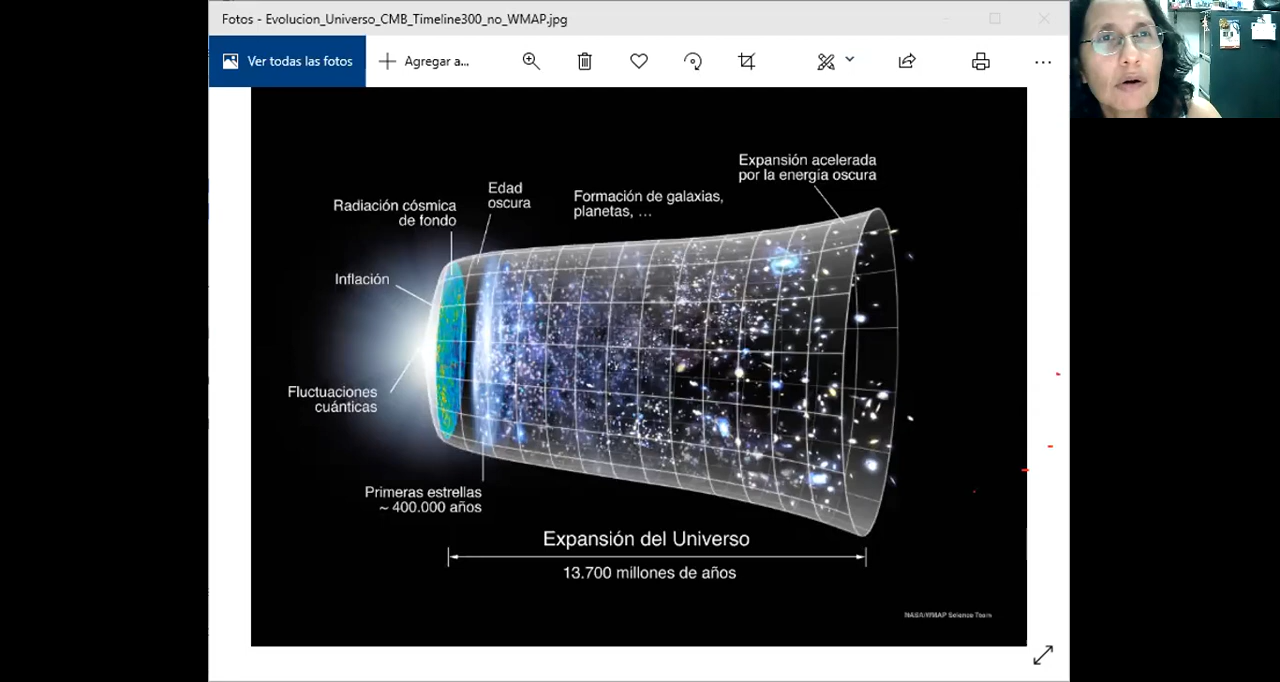 Fotos - Evolucion_Universo_CMB_Timeline300_no_WMAP.jpg
Ver todas las fotos
Agregar a...
Expansión acelerada
por la energía oscura
Edad
oscura
Formación de galaxias,
planetas, ...
Radiación cósmica
de fondo
Inflación
Fluctuaciones
cuánticas
Primeras estrellas
~ 400.000 años
Expansión del Universo
13.700 millones de años
NASA/WMAP Science Team